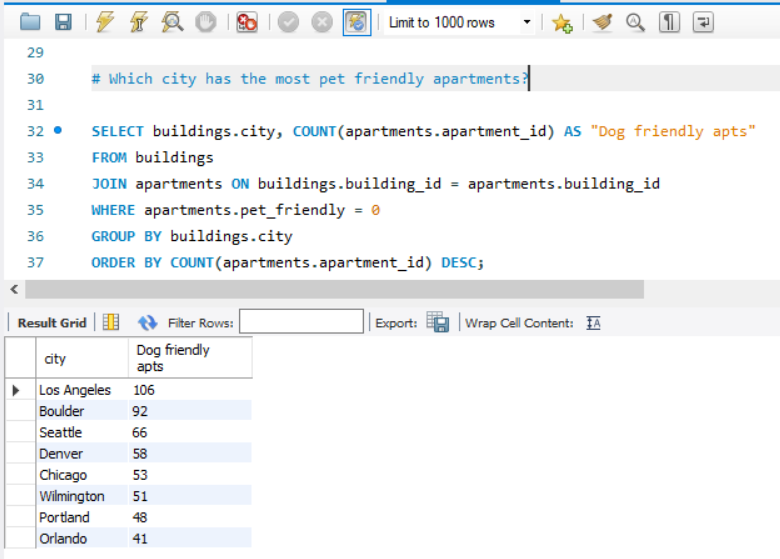 Limit to 1000 rows
29
30 # Which city has the most pet friendly apartments?
31
32 SELECT buildings.city, COUNT(apartments.apartment_id) AS "Dog friendly apts"
33 FROM buildings
34 JOIN apartments ON buildings.building_id = apartments.building_id
35 WHERE apartments.pet_friendly = 0
36 GROUP BY buildings.city
37 ORDER BY COUNT(apartments.apartment_id) DESC;
Result Grid Filter Rows: Export: Wrap Cell Content: IA
city Dog friendly
apts
Los Angeles 106
Boulder 92
Seattle 66
Denver 58
Chicago 53
Wilmington 51
Portland 48
Orlando 41